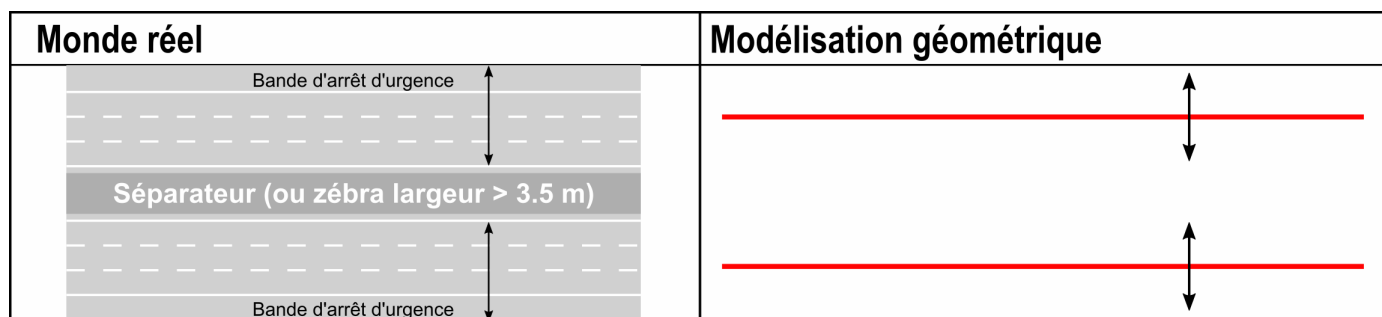 Monde réel
Modélisation géométrique
Bande d'arrêt d'urgence
Séparateur (ou zébra largeur > 3.5 m)
Bande d'arrêt d'urgence